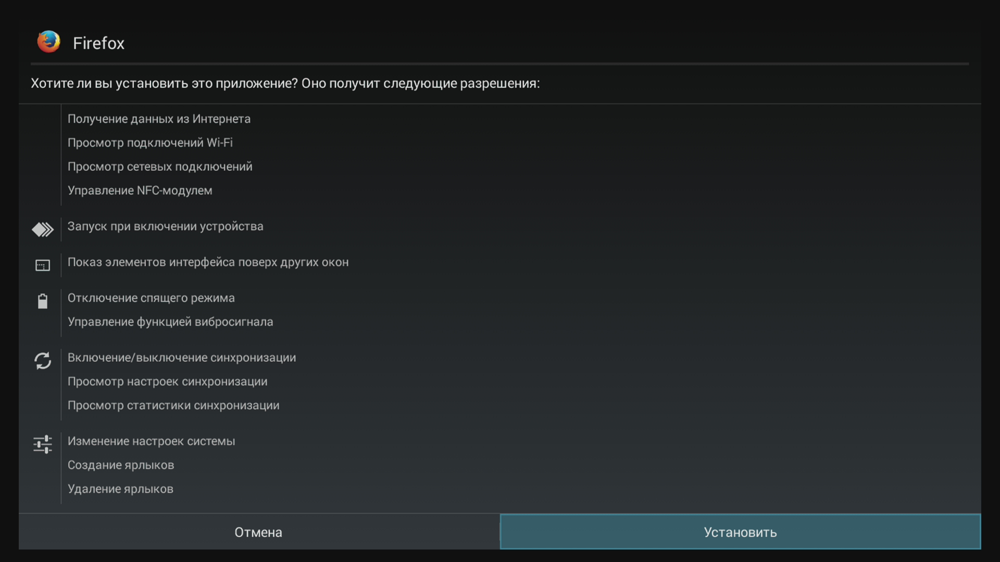 Firefox
Хотите ли вы установить это приложение? Оно получит следующие разрешения:
Получение данных из Интернета
Просмотр подключений Wi-Fi
Просмотр сетевых подключений
Управление NFC-модулем
Запуск при включении устройства
Показ элементов интерфейса поверх других окон
Отключение спящего режима
Управление функцией вибросигнала
Включение/выключение синхронизации
Просмотр настроек синхронизации
Просмотр статистики синхронизации
Изменение настроек системы
Создание ярлыков
Удаление ярлыков
Отмена
Установить